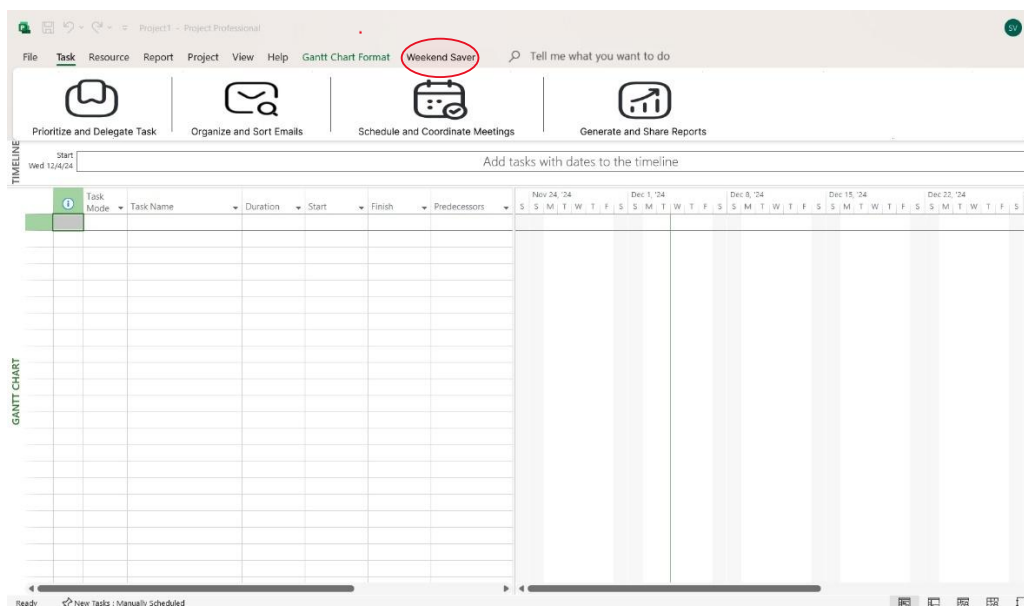 Project1 - Project Professional
SV
File Task Resource Report Project View Help Gantt Chart Format Weekend Saver Tell me what you want to do
Prioritize and Delegate Task Organize and Sort Emails Schedule and Coordinate Meetings Generate and Share Reports
TIMELINE
Start
Wed 12/4/24
Add tasks with dates to the timeline
Task
Mode Task Name Duration Start Finish Predecessors
Nov 24, '24 Dec 1, '24 Dec 8, '24 Dec 15, '24 Dec 22, '24
S S M T W T F S S M T W T F S S M T W T F S S M T W T F S S M T W T F S
GANTT CHART
Ready New Tasks : Manually Scheduled